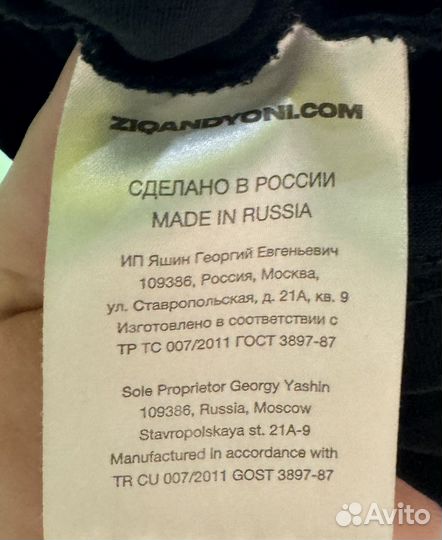 ZIQANDYONI.COM
СДЕЛАНО В РОССИИ
MADE IN RUSSIA
ИП Яшин Георгий Евгеньевич
109386, Россия, Москва,
ул. Ставропольская, д. 21А, кв. 9
Изготовлено в соответствии с
ТР ТС 007/2011 ГОСТ 3897-87
Sole Proprietor Georgy Yashin
109386, Russia, Moscow
Stavropolskaya st. 21A-9
Manufactured in accordance with
TR CU 007/2011 GOST 3897-87
Avito